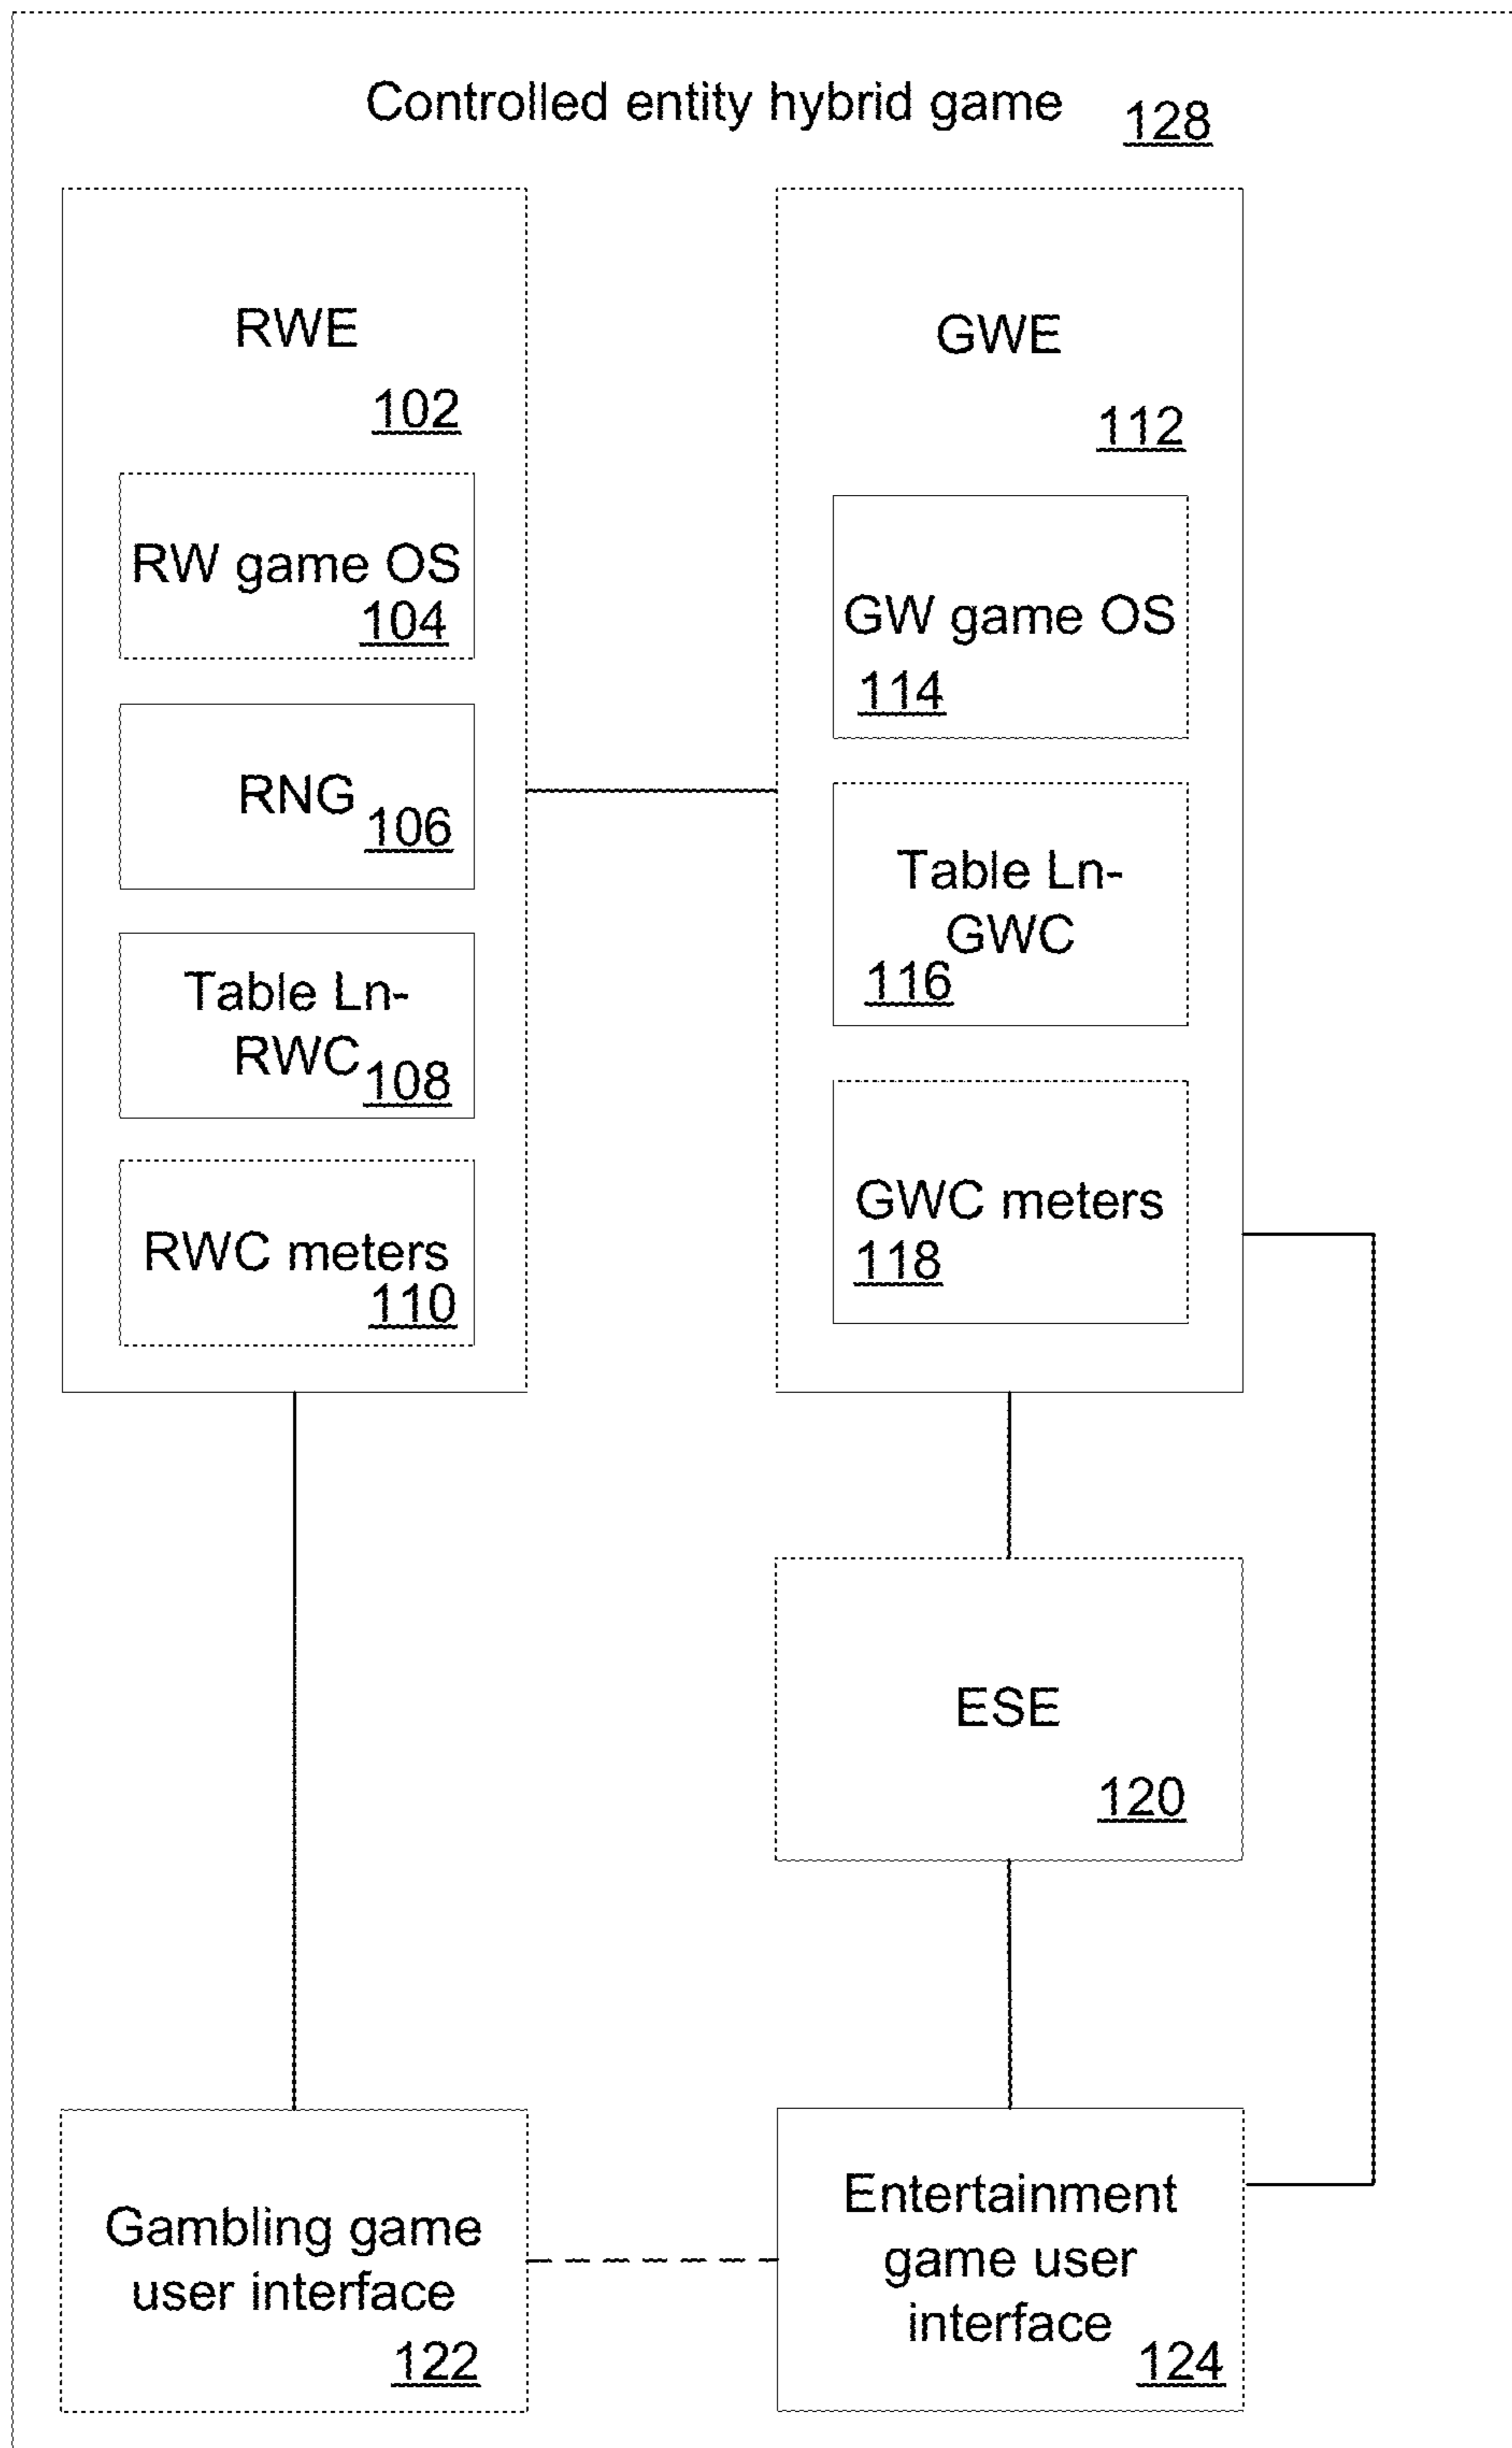 Controlled entity hybrid game 128
RWE
102
RW game OS
104
RNG
106
Table Ln-
RWC
108
RWC meters
110
GWE
112
GW game OS
114
Table Ln-
GWC
116
GWC meters
118
ESE
120
Gambling game
user interface
122
Entertainment
game user
interface
124